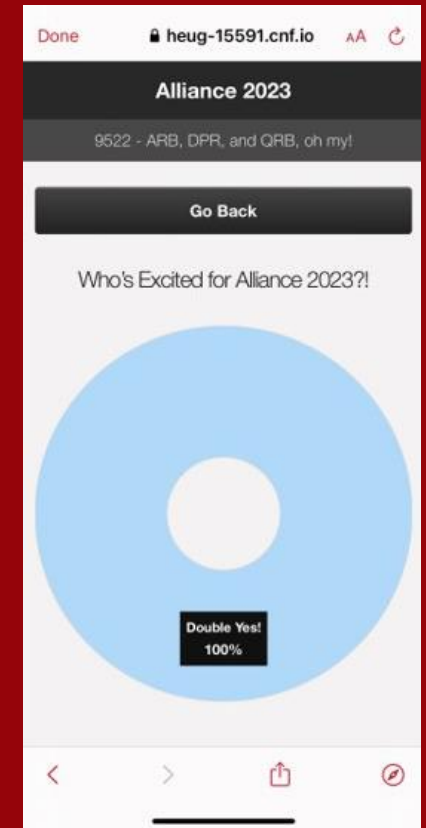 Done heug-15591.cnf.io AA
Alliance 2023
9522 - ARB, DPR, and QRB, oh my!
Go Back
Who's Excited for Alliance 2023?!
Double Yes!
100%